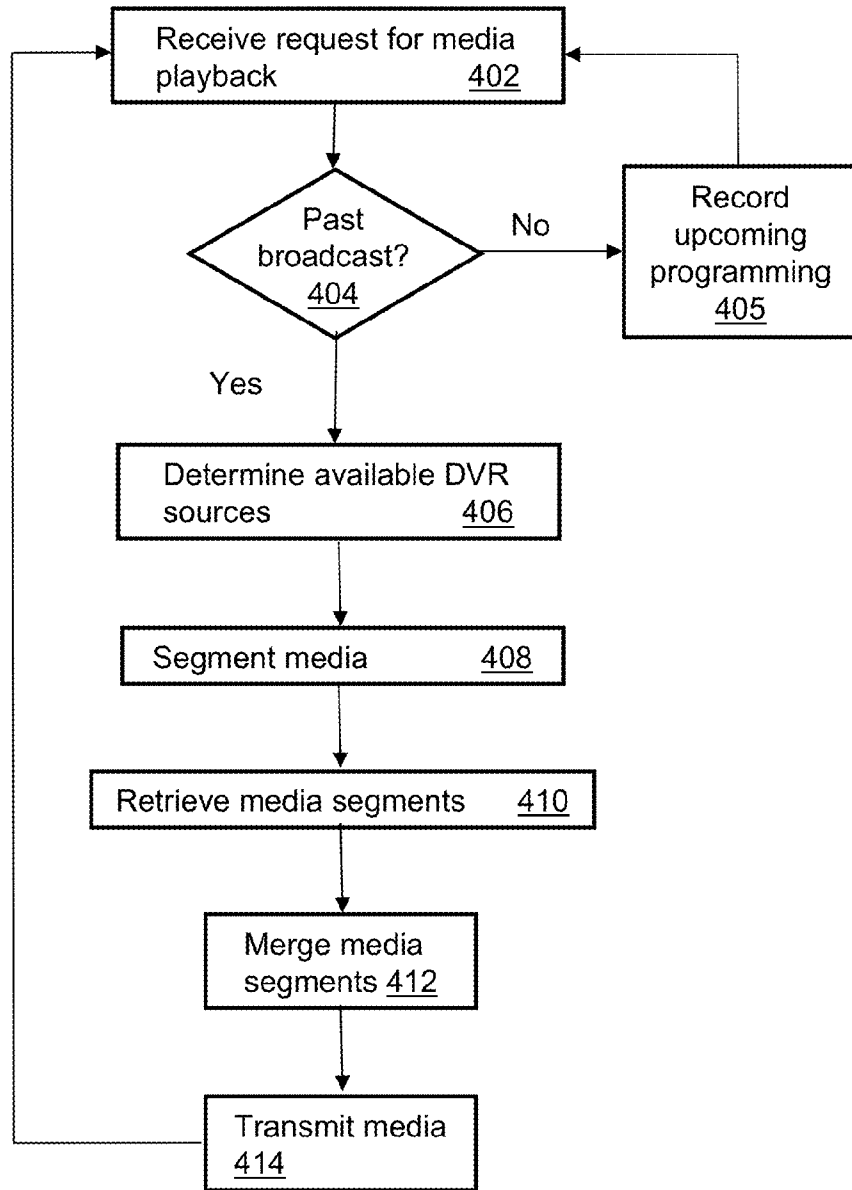 Receive request for media
playback 402
Past
broadcast?
404
No
Record
upcoming
programming
405
Yes
Determine available DVR
sources 406
Segment media 408
Retrieve media segments 410
Merge media
segments 412
Transmit media
414